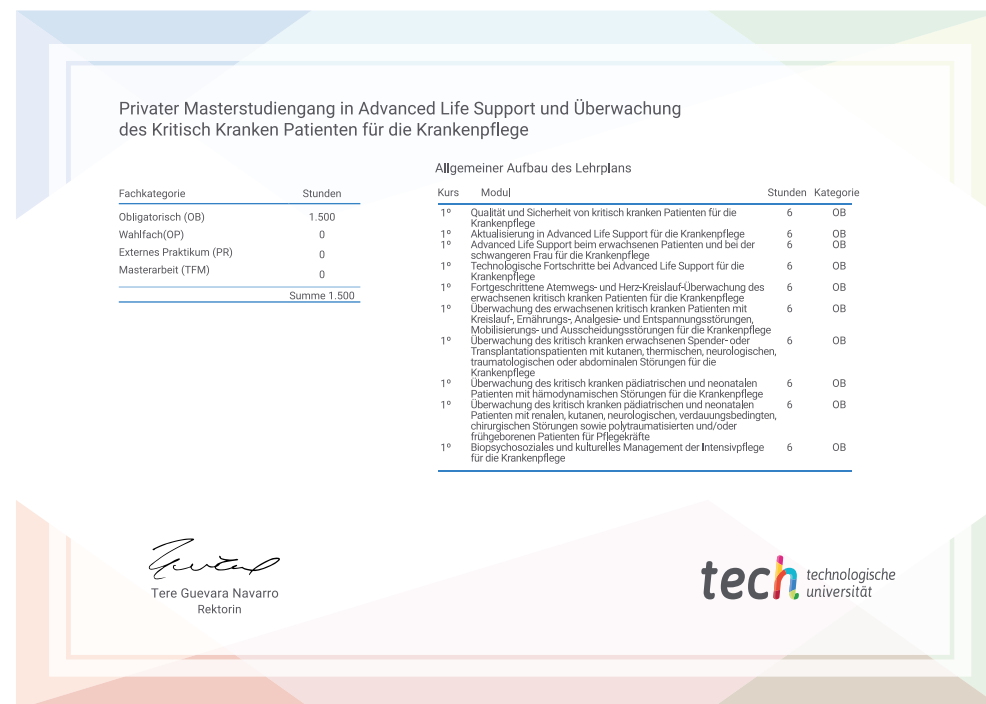 Privater Masterstudiengang in Advanced Life Support und Überwachung
des Kritisch Kranken Patienten für die Krankenpflege
Fachkategorie Stunden
Obligatorisch (OB) 1.500
Wahlfach(OP) 0
Externes Praktikum (PR) 0
Masterarbeit (TFM) 0
Summe 1.500
Allgemeiner Aufbau des Lehrplans
Kurs Modul Stunden Kategorie
1º Qualität und Sicherheit von kritisch kranken Patienten für die 6 OB
Krankenpflege
1º Aktualisierung in Advanced Life Support für die Krankenpflege 6 OB
1º Advanced Life Support beim erwachsenen Patienten und bei der 6 OB
schwangeren Frau für die Krankenpflege
1º Technologische Fortschritte bei Advanced Life Support für die 6 OB
Krankenpflege
1º Fortgeschrittene Atemwegs- und Herz-Kreislauf-Überwachung des 6 OB
erwachsenen kritisch kranken Patienten für die Krankenpflege
1º Überwachung des erwachsenen kritisch kranken Patienten mit 6 OB
Kreislauf-, Ernährungs-, Analgesie- und Entspannungsstörungen,
Mobilisierungs- und Ausscheidungsstörungen für die Krankenpflege
1º Überwachung des kritisch kranken erwachsenen Spender- oder 6 OB
Transplantationspatienten mit kutanen, thermischen, neurologischen,
traumatologischen oder abdominalen Störungen für die
Krankenpflege
1º Überwachung des kritisch kranken pädiatrischen und neonatalen 6 OB
Patienten mit hämodynamischen Störungen für die Krankenpflege
1º Überwachung des kritisch kranken pädiatrischen und neonatalen 6 OB
Patienten mit renalen, kutanen, neurologischen, verdauungsbedingten,
chirurgischen Störungen sowie polytraumatisierten und/oder
frühgeborenen Patienten für Pflegekräfte
1º Biopsychosoziales und kulturelles Management der Intensivpflege 6 OB
für die Krankenpflege
Tere Guevara Navarro
Rektorin
tech technologische
universität